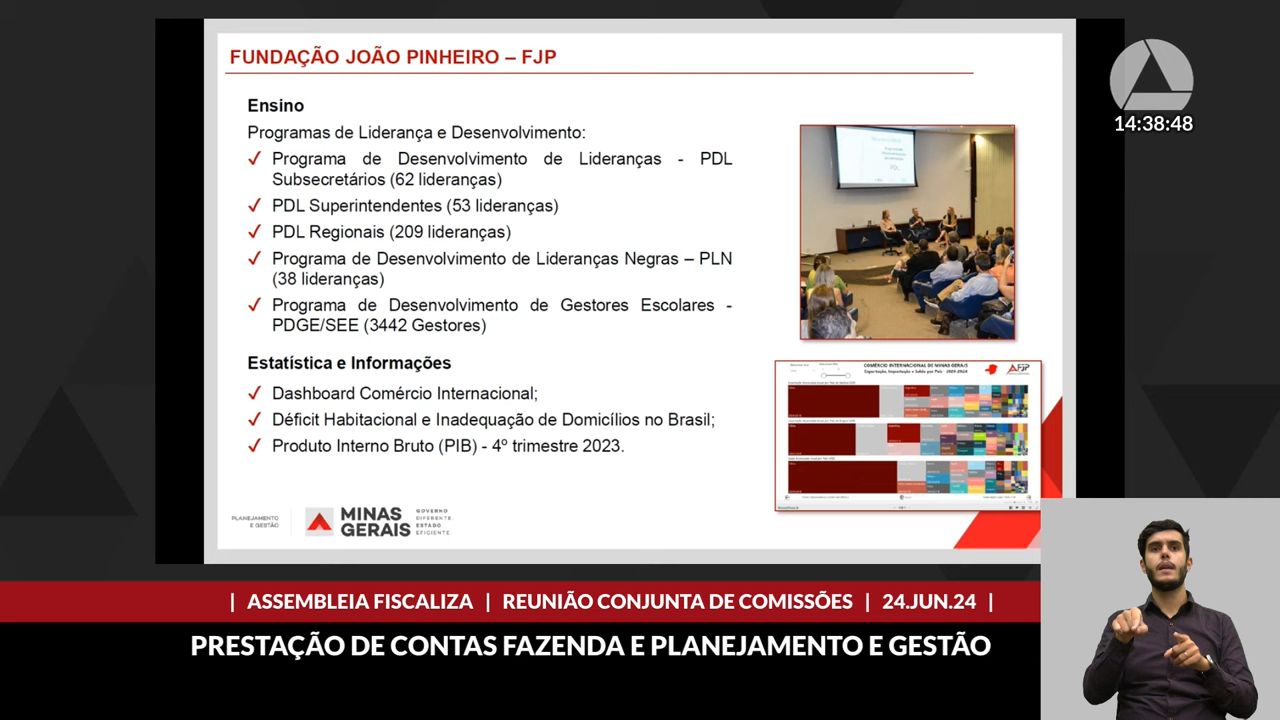 FUNDAÇÃO JOÃO PINHEIRO – FJP
14:38:48
Ensino
Programas de Liderança e Desenvolvimento:
✓ Programa de Desenvolvimento de Lideranças - PDL
Subsecretários (62 lideranças)
✓ PDL Superintendentes (53 lideranças)
✓ PDL Regionais (209 lideranças)
✓ Programa de Desenvolvimento de Lideranças Negras – PLN
(38 lideranças)
✓ Programa de Desenvolvimento de Gestores Escolares -
PDGE/SEE (3442 Gestores)
Estatística e Informações
✓ Dashboard Comércio Internacional;
✓ Déficit Habitacional e Inadequação de Domicílios no Brasil;
✓ Produto Interno Bruto (PIB) - 4º trimestre 2023.
COMÉRCIO INTERNACIONAL DE MINAS GERAIS
FJP
PLANEJAMENTO
E GESTÃO
MINAS
GERAIS
GOVERNO
DIFERENTE.
ESTADO
EFICIENTE.
| ASSEMBLEIA FISCALIZA | REUNIÃO CONJUNTA DE COMISSÕES | 24.JUN.24 |
PRESTAÇÃO DE CONTAS FAZENDA E PLANEJAMENTO E GESTÃO